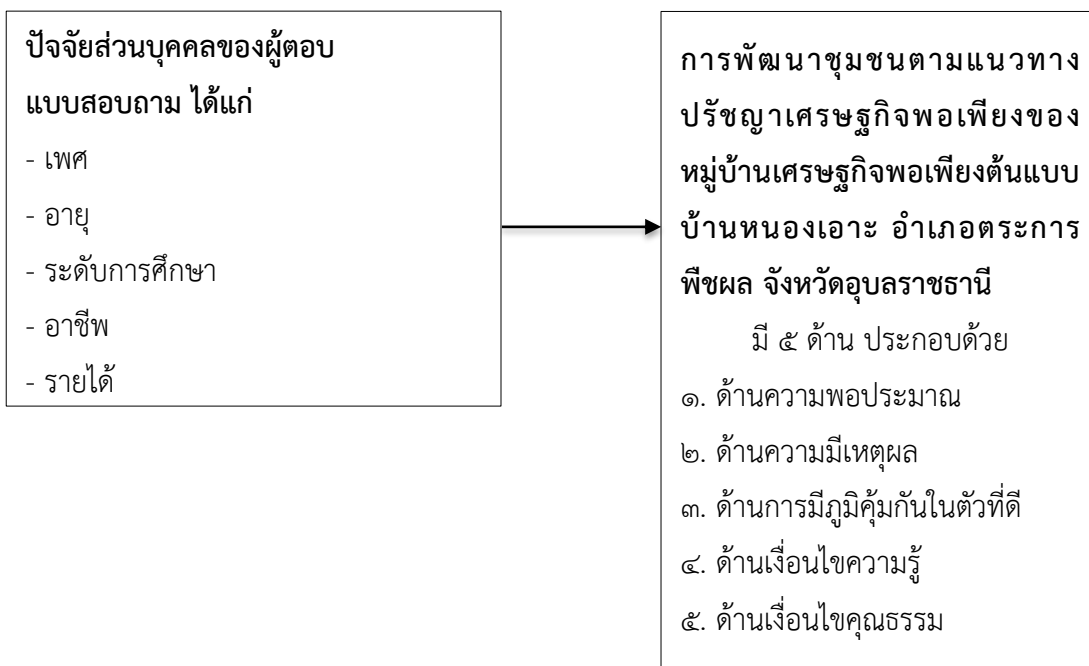 ปัจจัยส่วนบุคคลของผู้ตอบ
แบบสอบถาม ได้แก่
- เพศ
- อายุ
- ระดับการศึกษา
- อาชีพ
- รายได้
การพัฒนาชุมชนตามแนวทาง
ปรัชญาเศรษฐกิจพอเพียงของ
หมู่บ้านเศรษฐกิจพอเพียงต้นแบบ
บ้านหนองเอาะ อำเภอตระการ
พืชผล จังหวัดอุบลราชธานี
มี ๕ ด้าน ประกอบด้วย
๑. ด้านความพอประมาณ
๒. ด้านความมีเหตุผล
๓. ด้านการมีภูมิคุ้มกันในตัวที่ดี
๔. ด้านเงื่อนไขความรู้
๕. ด้านเงื่อนไขคุณธรรม